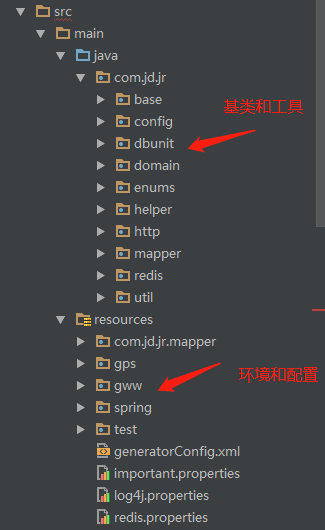 src
main
java
com.jd.jr
base
基类和工具
config
dbunit
domain
enums
helper
http
mapper
redis
util
resources
com.jd.jr.mapper
gps
环境和配置
gww
spring
test
generatorConfig.xml
important.properties
log4j.properties
redis.properties